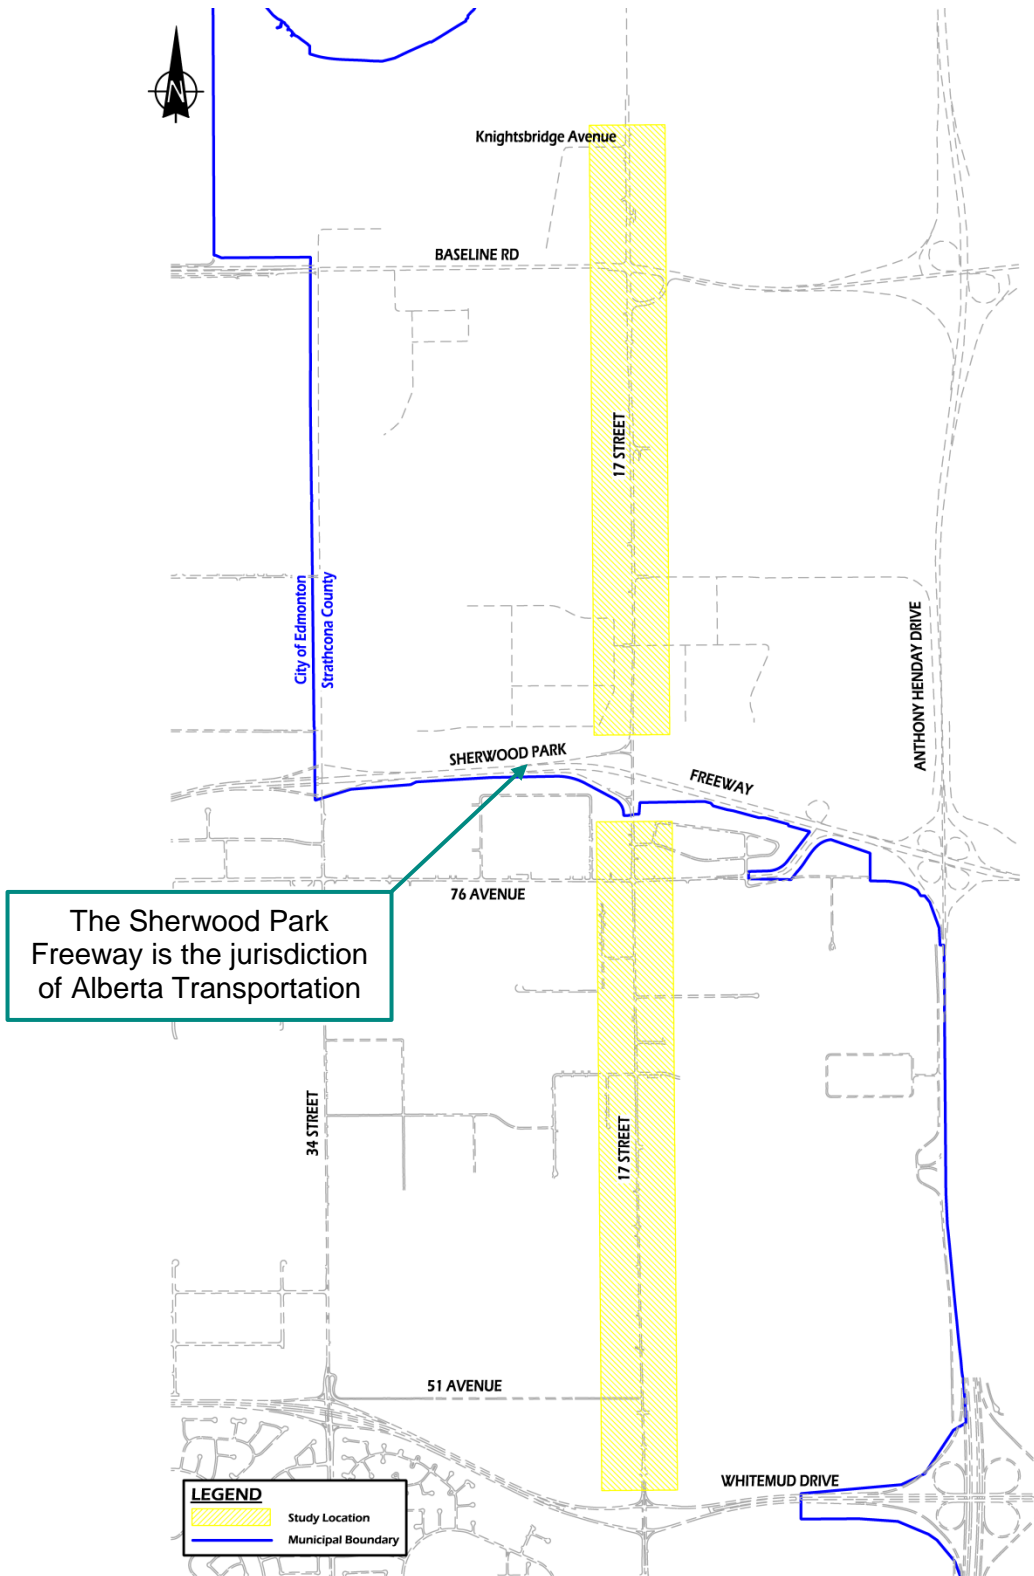 N
Knightsbridge Avenue
BASELINE RD
17 STREET
City of Edmonton
Strathcona County
ANTHONY HENDAY DRIVE
SHERWOOD PARK
FREEWAY
76 AVENUE
The Sherwood Park
Freeway is the jurisdiction
of Alberta Transportation
34 STREET
17 STREET
51 AVENUE
WHITEMUD DRIVE
LEGEND
Study Location
Municipal Boundary